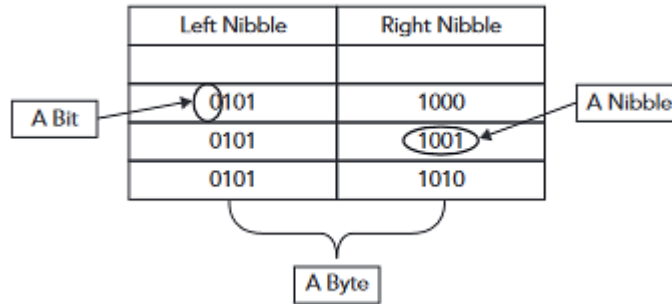 Left Nibble Right Nibble
A Bit 0101 1000 A Nibble
0101 1001
0101 1010
A Byte